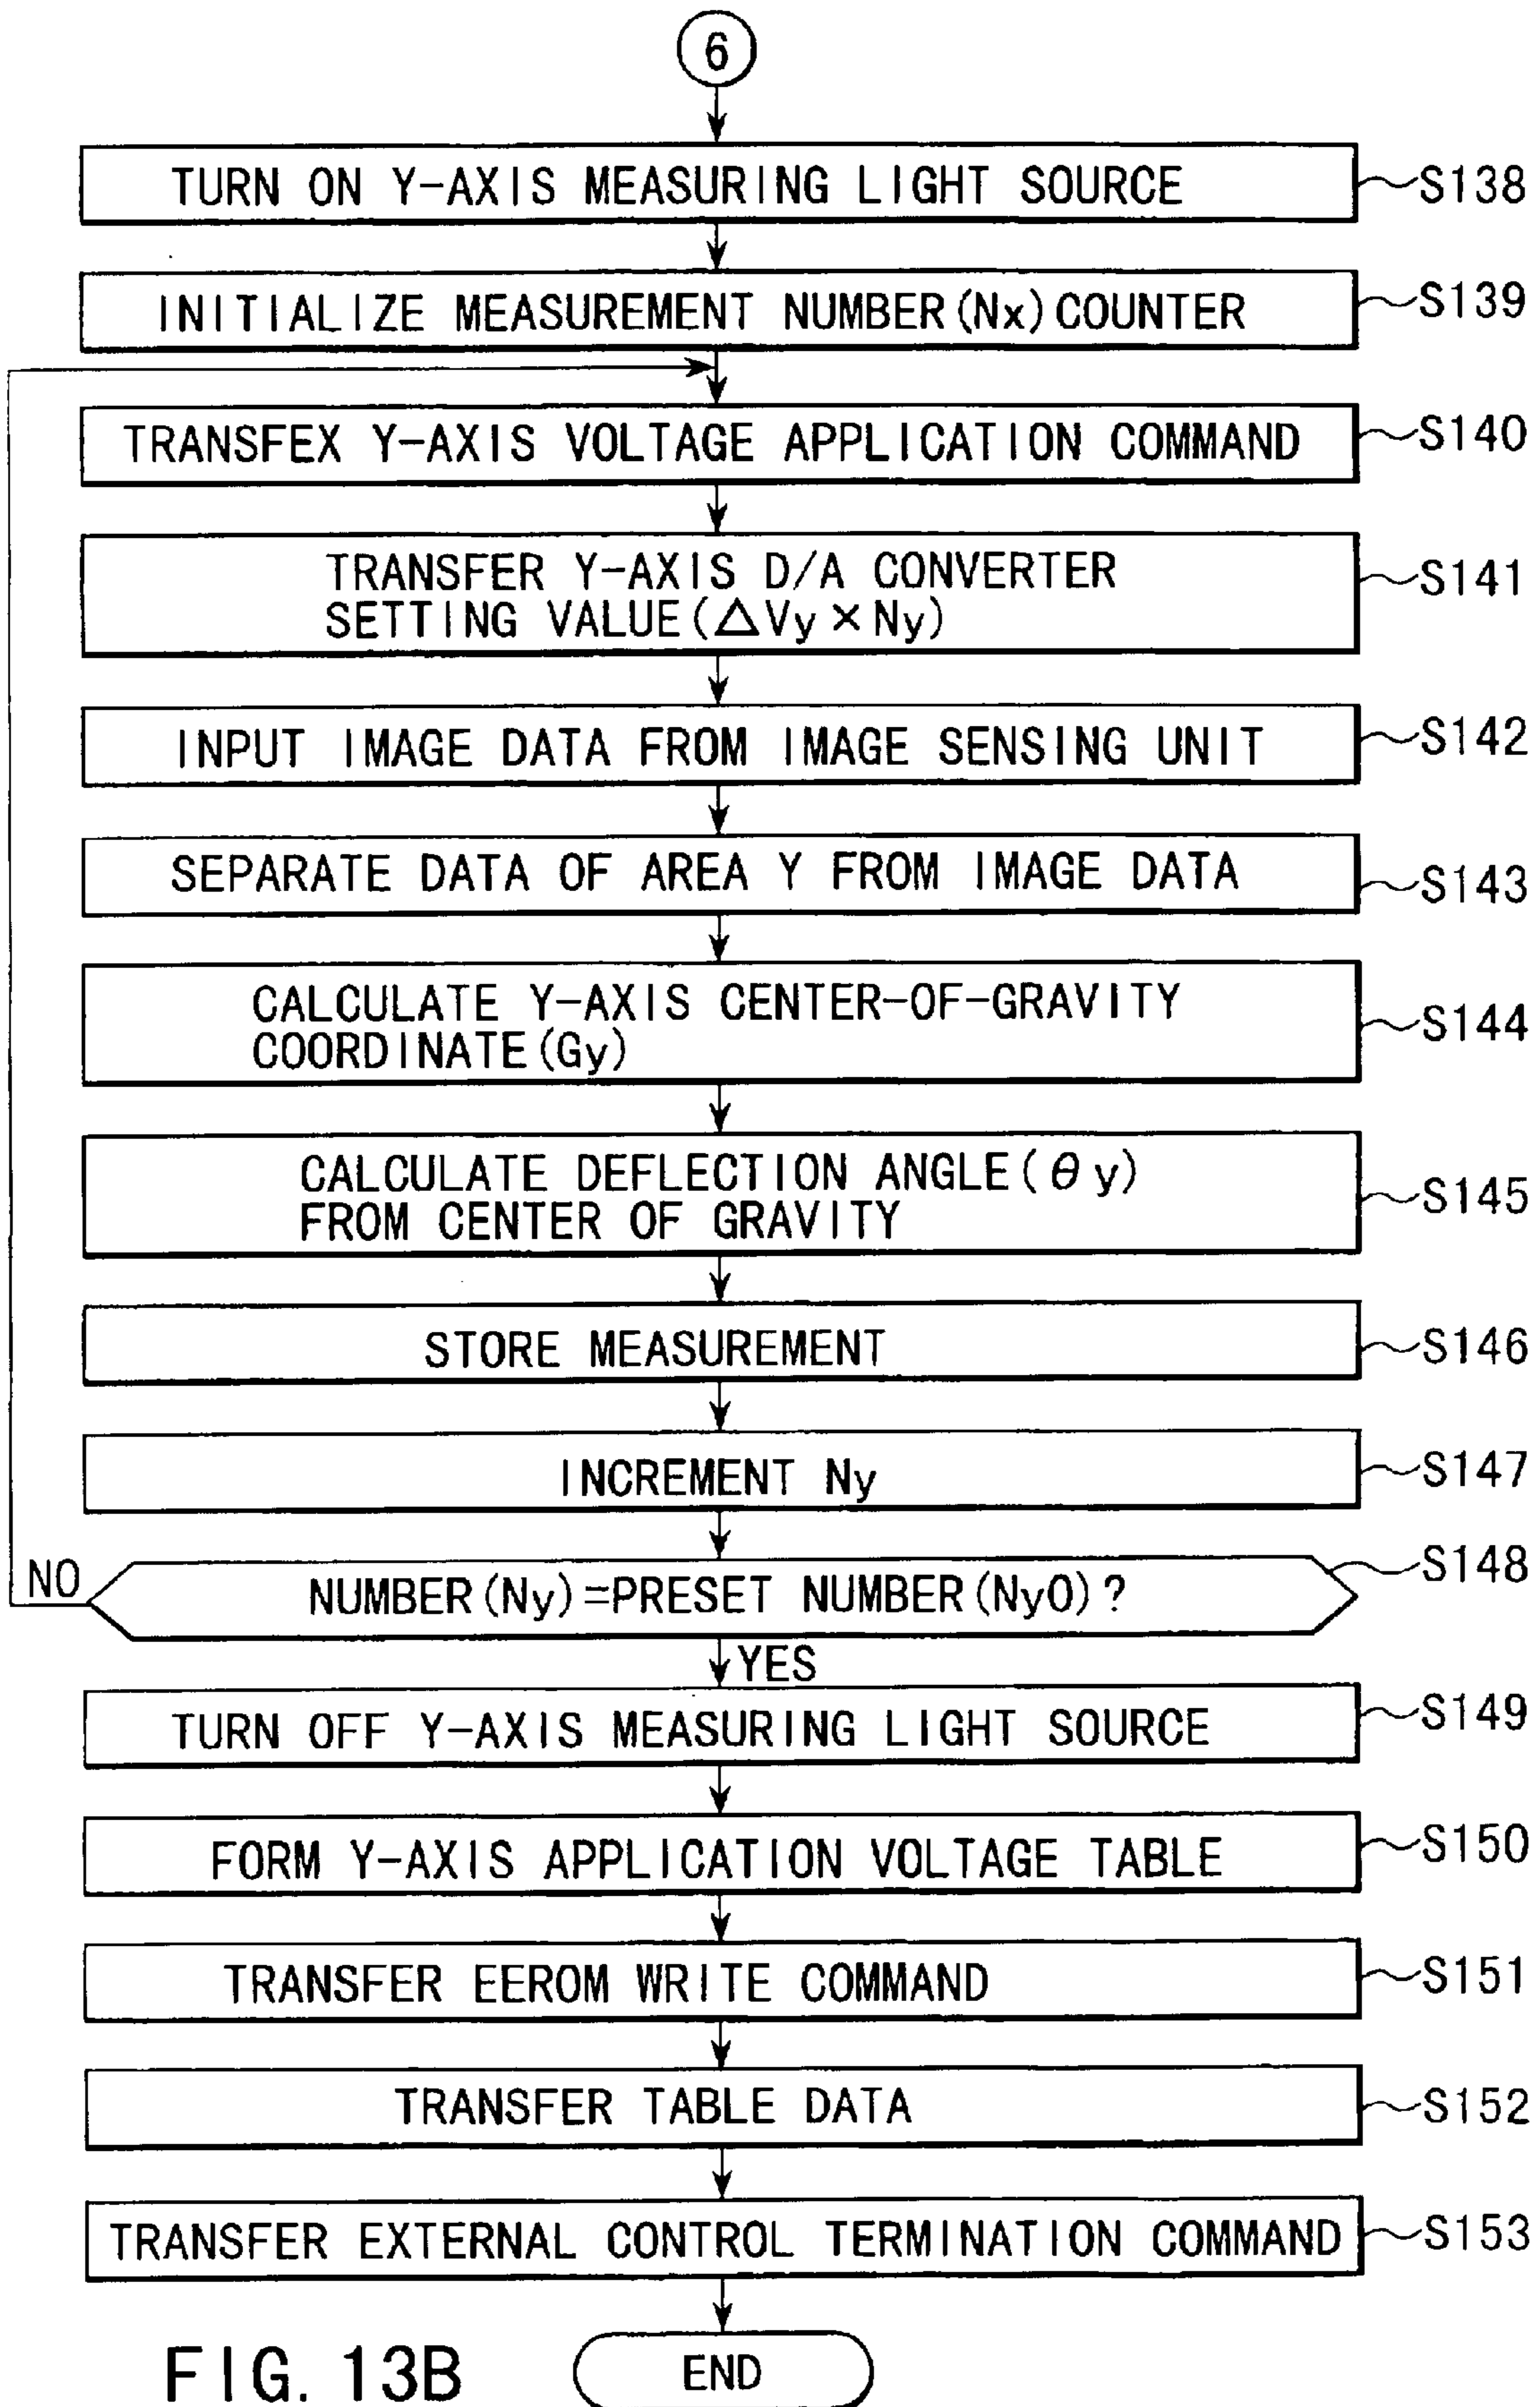 6
TURN ON Y-AXIS MEASURING LIGHT SOURCE
S138
INITIALIZE MEASUREMENT NUMBER(Nx)COUNTER
S139
TRANSFEX Y-AXIS VOLTAGE APPLICATION COMMAND
S140
TRANSFER Y-AXIS D/A CONVERTER
SETTING VALUE(△Vy×Ny)
S141
INPUT IMAGE DATA FROM IMAGE SENSING UNIT
S142
SEPARATE DATA OF AREA Y FROM IMAGE DATA
S143
CALCULATE Y-AXIS CENTER-OF-GRAVITY
COORDINATE(Gy)
S144
CALCULATE DEFLECTION ANGLE(θy)
FROM CENTER OF GRAVITY
S145
STORE MEASUREMENT
S146
INCREMENT Ny
S147
NO
NUMBER(Ny)=PRESET NUMBER(Ny0)?
S148
YES
TURN OFF Y-AXIS MEASURING LIGHT SOURCE
S149
FORM Y-AXIS APPLICATION VOLTAGE TABLE
S150
TRANSFER EEROM WRITE COMMAND
S151
TRANSFER TABLE DATA
S152
TRANSFER EXTERNAL CONTROL TERMINATION COMMAND
S153
END
FIG. 13B